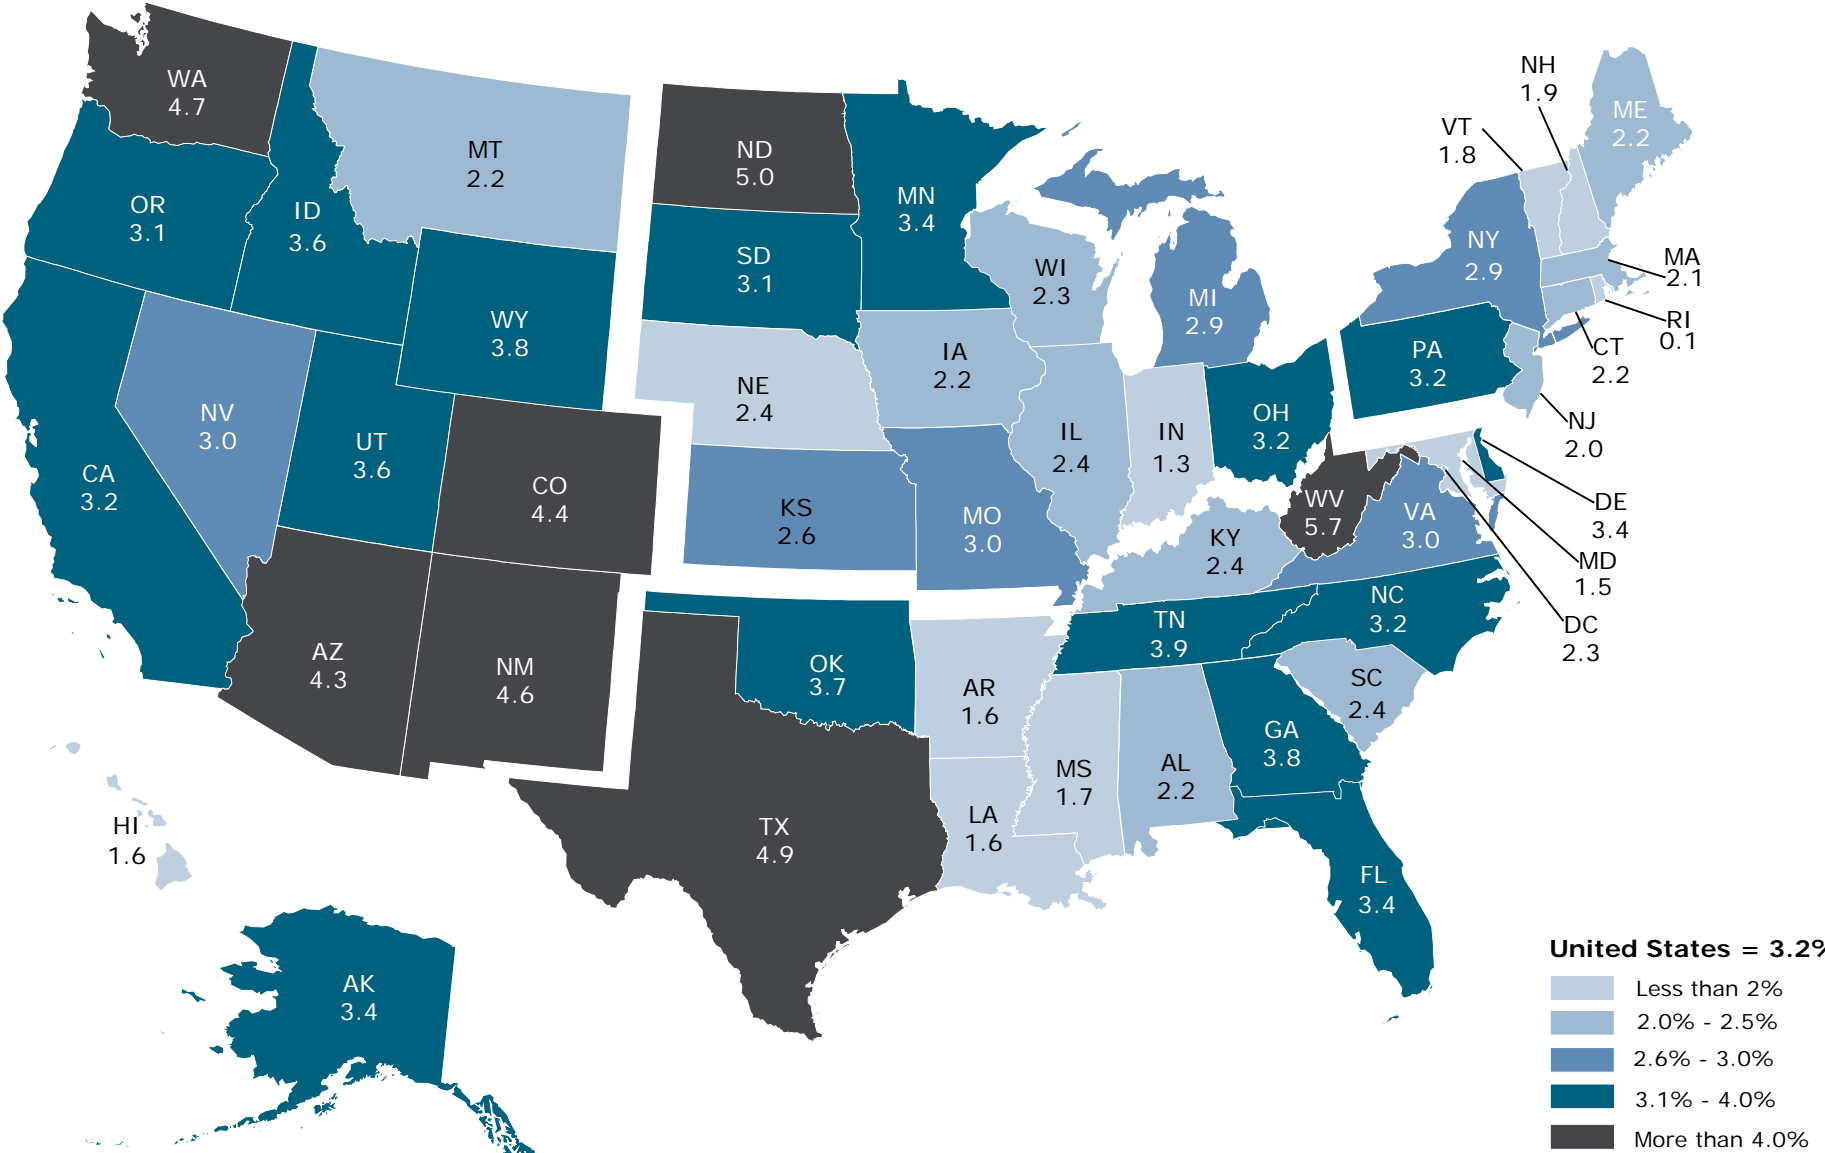 WA
4.7
OR
3.1
ID
3.6
MT
2.2
WY
3.8
CA
3.2
NV
3.0
UT
3.6
CO
4.4
AZ
4.3
NM
4.6
ND
5.0
SD
3.1
NE
2.4
KS
2.6
OK
3.7
TX
4.9
MN
3.4
IA
2.2
MO
3.0
AR
1.6
LA
1.6
WI
2.3
IL
2.4
MI
2.9
IN
1.3
OH
3.2
KY
2.4
TN
3.9
MS
1.7
AL
2.2
GA
3.8
FL
3.4
SC
2.4
NC
3.2
VA
3.0
WV
5.7
PA
3.2
NY
2.9
VT
1.8
NH
1.9
ME
2.2
MA
2.1
RI
0.1
CT
2.2
NJ
2.0
DE
3.4
MD
1.5
DC
2.3
HI
1.6
AK
3.4
United States = 3.2%
Less than 2%
2.0% - 2.5%
2.6% - 3.0%
3.1% - 4.0%
More than 4.0%